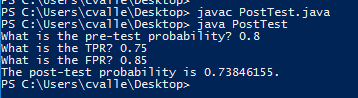 PS C:\Users\cvalle\Desktop> javac PostTest.java
PS C:\Users\cvalle\Desktop> java PostTest
What is the pre-test probability? 0.8
What is the TPR? 0.75
What is the FPR? 0.85
The post-test probability is 0.73846155.
PS C:\Users\cvalle\Desktop>